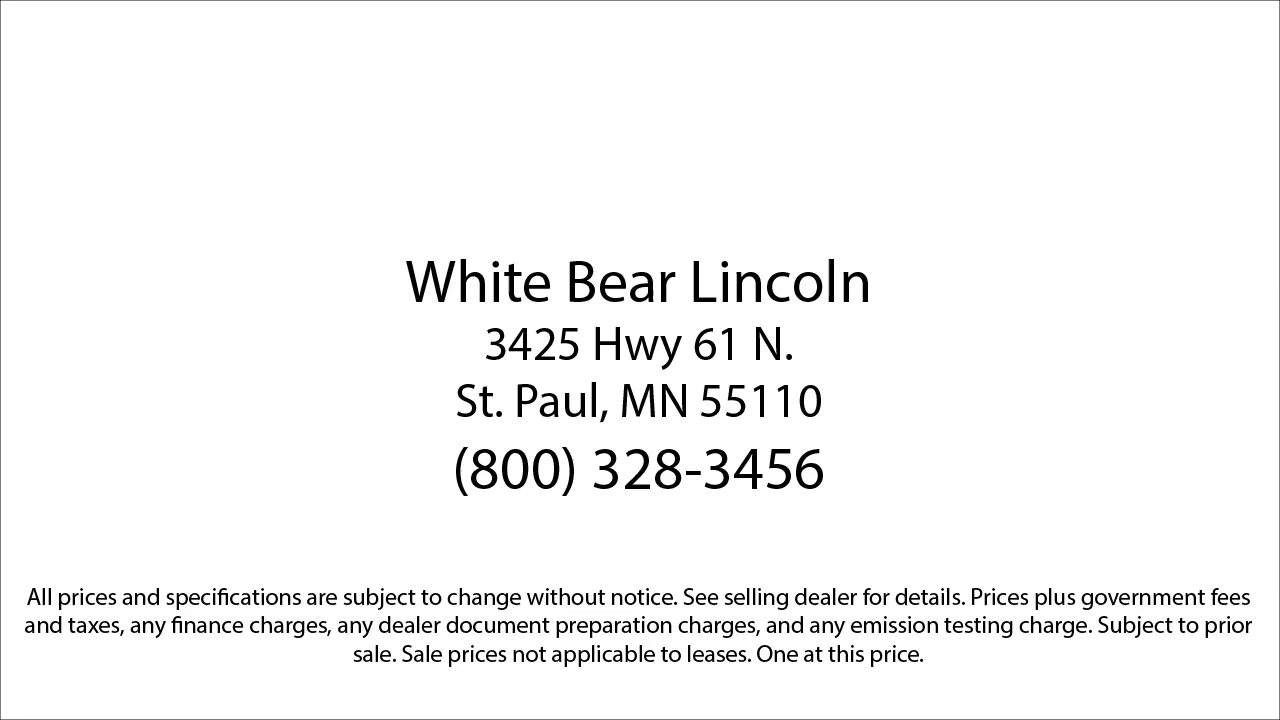 White Bear Lincoln
3425 Hwy 61 N.
St. Paul, MN 55110
(800) 328-3456
All prices and specifications are subject to change without notice. See selling dealer for details. Prices plus government fees
and taxes, any finance charges, any dealer document preparation charges, and any emission testing charge. Subject to prior
sale. Sale prices not applicable to leases. One at this price.